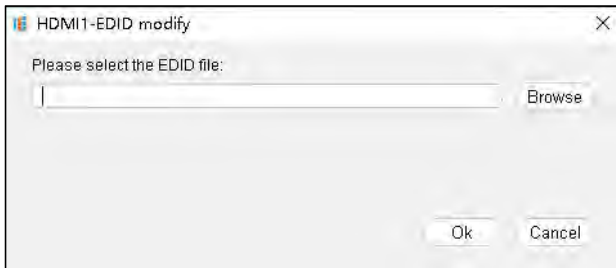 HDMI1-EDID modify
Please select the EDID file:
Browse
Ok Cancel